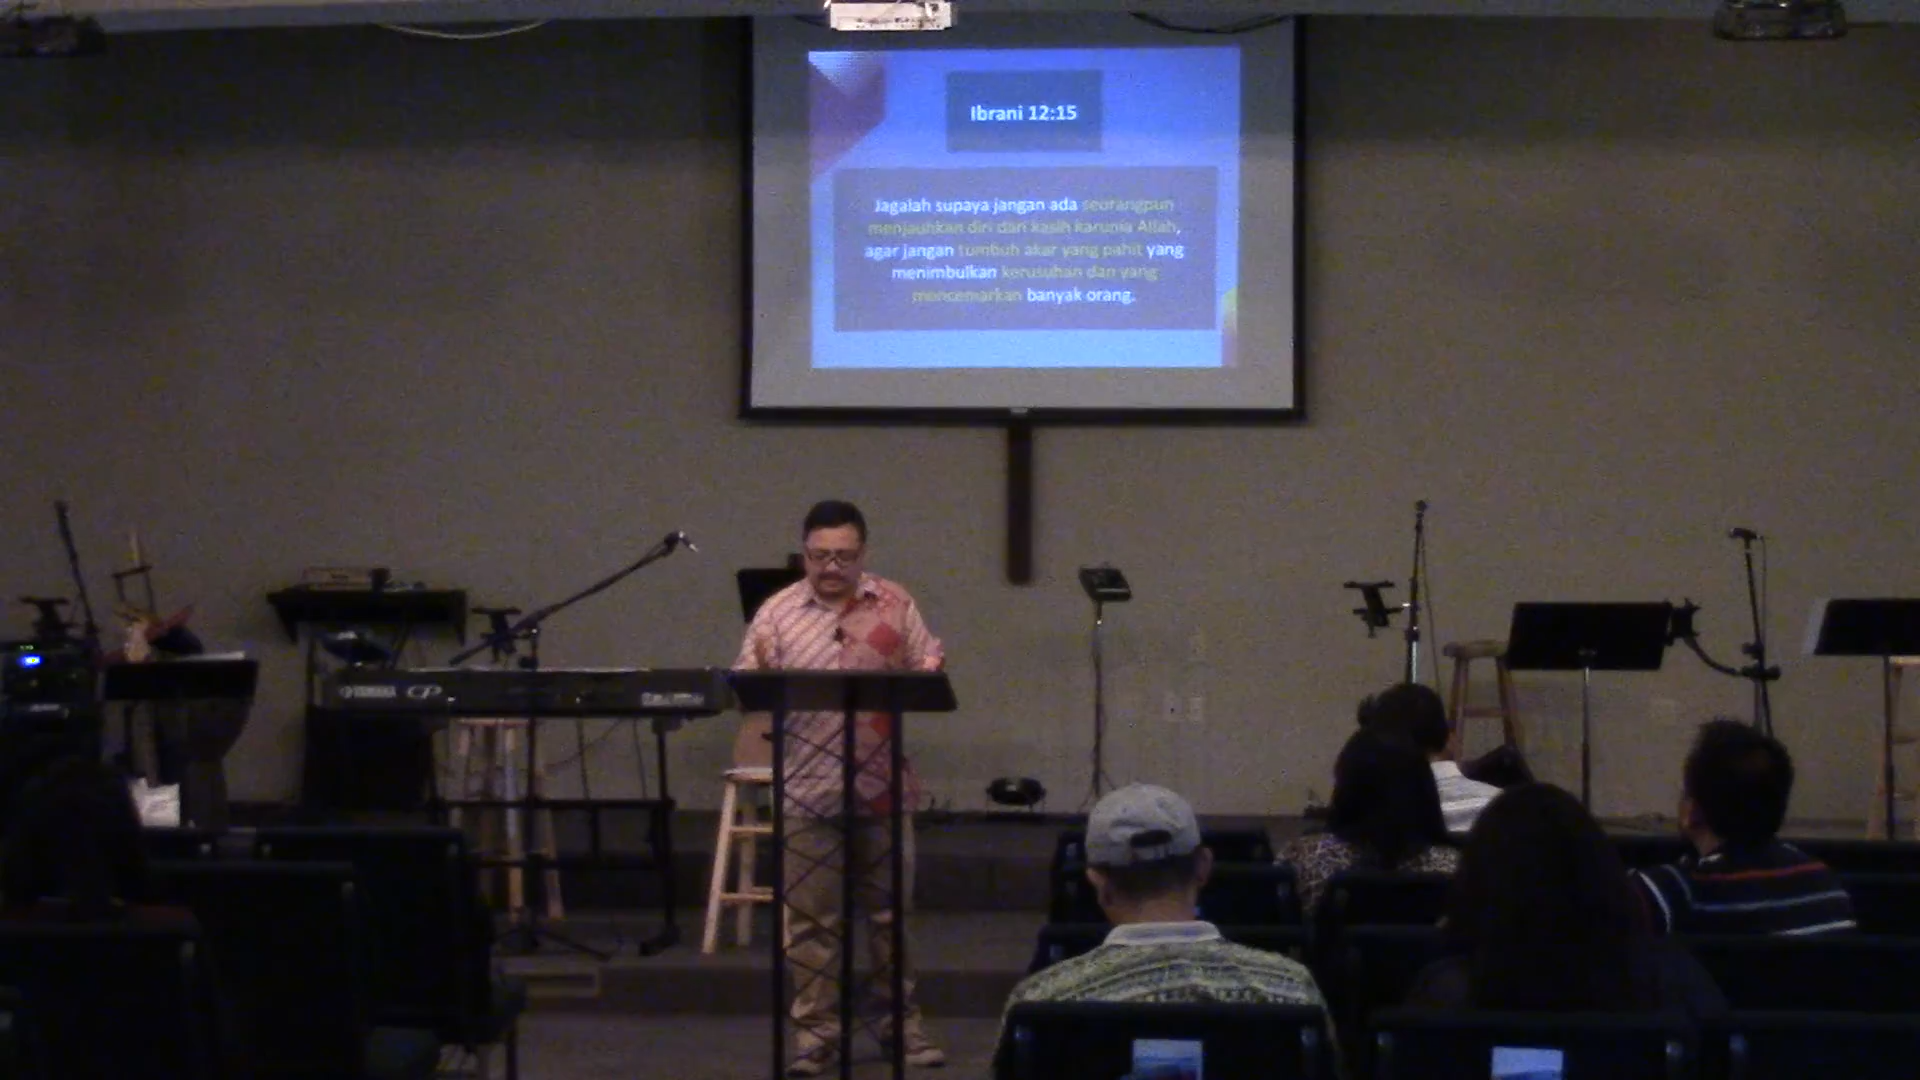 Ibrani 12:15
Jagalah supaya jangan ada seorangpun
menjauhkan diri dari kasih karunia Allah,
agar jangan tumbuh akar yang pahit yang
menimbulkan kerusuhan dan yang
mencemarkan banyak orang.
YAMAHA CP